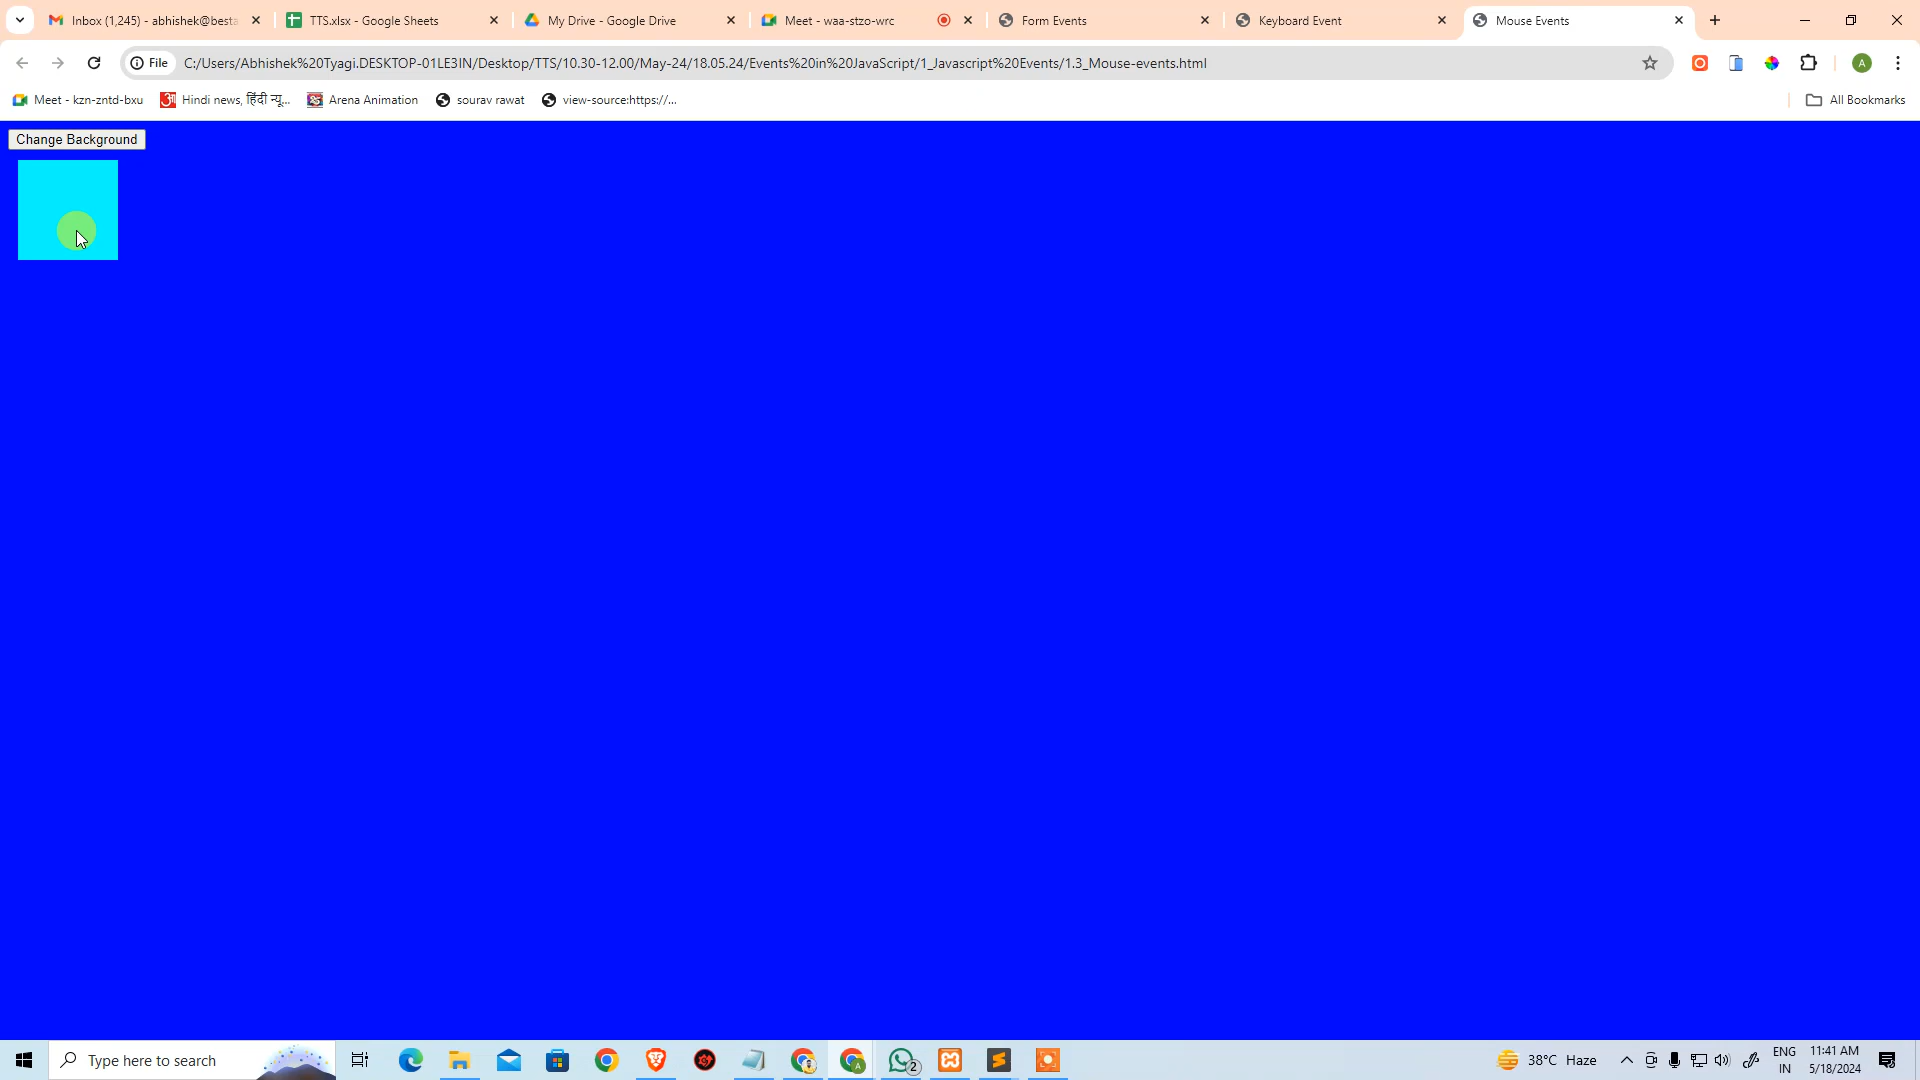 Inbox (1,245) - abhishek@besta
TTS.xlsx - Google Sheets
My Drive - Google Drive
Meet - waa-stzo-wrc
Form Events
Keyboard Event
Mouse Events
File
C:/Users/Abhishek%20Tyagi.DESKTOP-01LE3IN/Desktop/TTS/10.30-12.00/May-24/18.05.24/Events%20in%20JavaScript/1_Javascript%20Events/1.3_Mouse-events.html
A
Meet - kzn-zntd-bxu
Hindi news, हिंदी न्यू...
Arena Animation
sourav rawat
view-source:https://...
All Bookmarks
Change Background
Type here to search
A
2
38°C Haze
ENG
IN
11:41 AM
5/18/2024